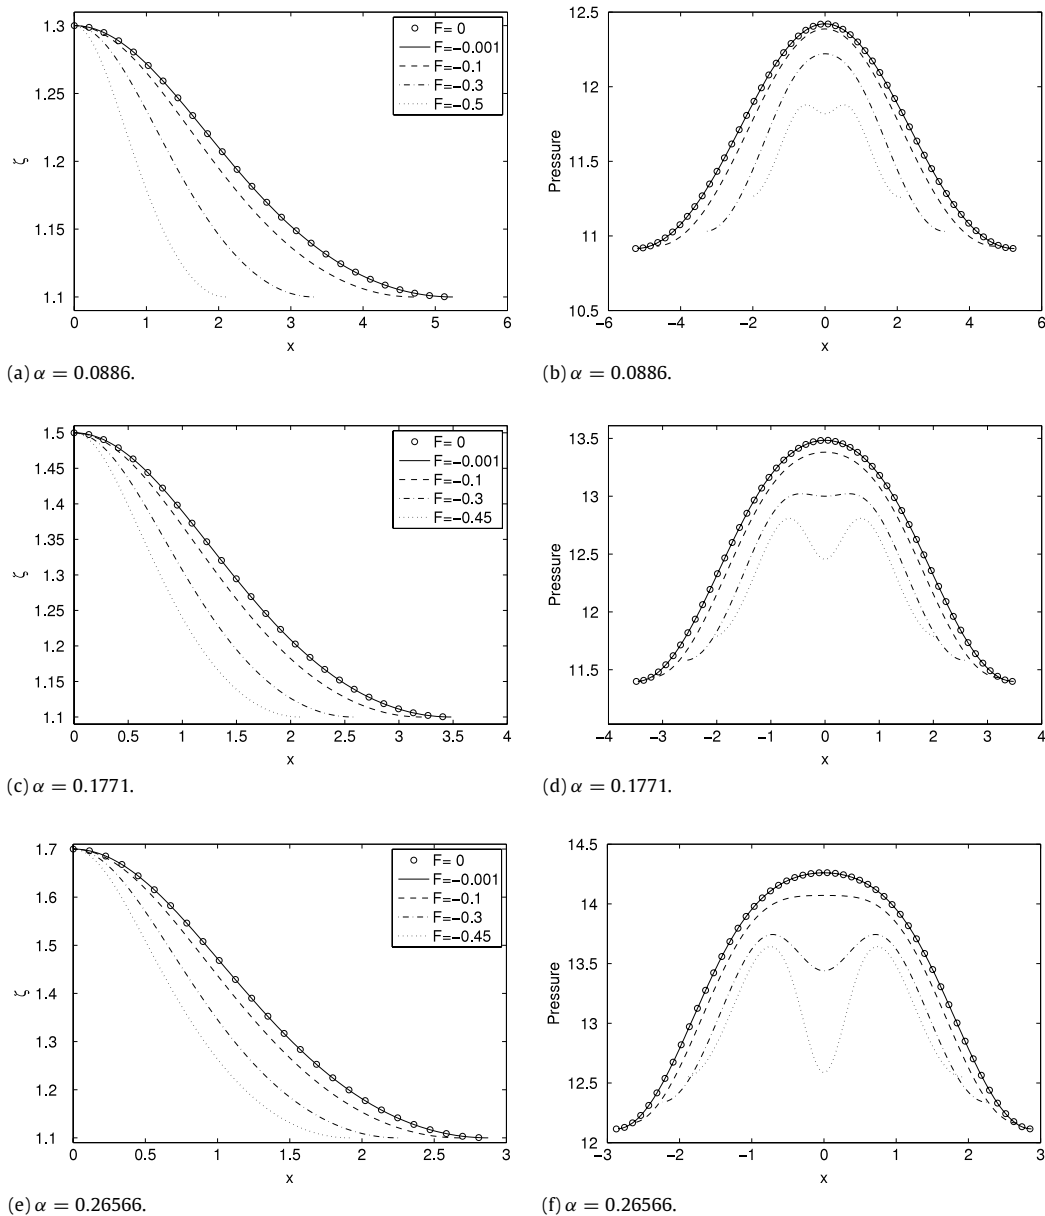 1.3
1.25
1.2
1.15
1.1
ζ
0 1 2 3 4 5 6
x
F= 0
F=−0.001
F=−0.1
F=−0.3
F=−0.5
(a) α = 0.0886.
12.5
12
11.5
11
10.5
Pressure
−6 −4 −2 0 2 4 6
x
(b) α = 0.0886.
1.5
1.45
1.4
1.35
1.3
1.25
1.2
1.15
1.1
ζ
0 0.5 1 1.5 2 2.5 3 3.5 4
x
F= 0
F=−0.001
F=−0.1
F=−0.3
F=−0.45
(c) α = 0.1771.
13.5
13
12.5
12
11.5
Pressure
−4 −3 −2 −1 0 1 2 3 4
x
(d) α = 0.1771.
1.7
1.6
1.5
1.4
1.3
1.2
1.1
ζ
0 0.5 1 1.5 2 2.5 3
x
F= 0
F=−0.001
F=−0.1
F=−0.3
F=−0.45
(e) α = 0.26566.
14.5
14
13.5
13
12.5
12
Pressure
−3 −2 −1 0 1 2 3
x
(f) α = 0.26566.